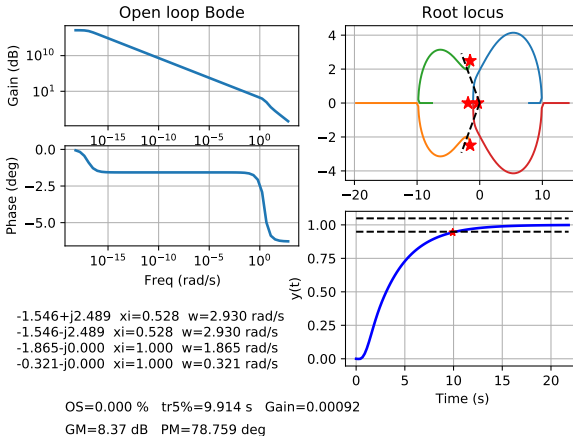 Open loop Bode
Gain (dB)
10^10
10^1
10^-15 10^-10 10^-5 10^0
Phase (deg)
0.0
−2.5
−5.0
10^-15 10^-10 10^-5 10^0
Freq (rad/s)
Root locus
4
2
0
−2
−4
−20 −10 0 10
y(t)
1.00
0.75
0.50
0.25
0.00
0 5 10 15 20
Time (s)
-1.546+j2.489 xi=0.528 w=2.930 rad/s
-1.546-j2.489 xi=0.528 w=2.930 rad/s
-1.865-j0.000 xi=1.000 w=1.865 rad/s
-0.321-j0.000 xi=1.000 w=0.321 rad/s
OS=0.000 % tr5%=9.914 s Gain=0.00092
GM=8.37 dB PM=78.759 deg